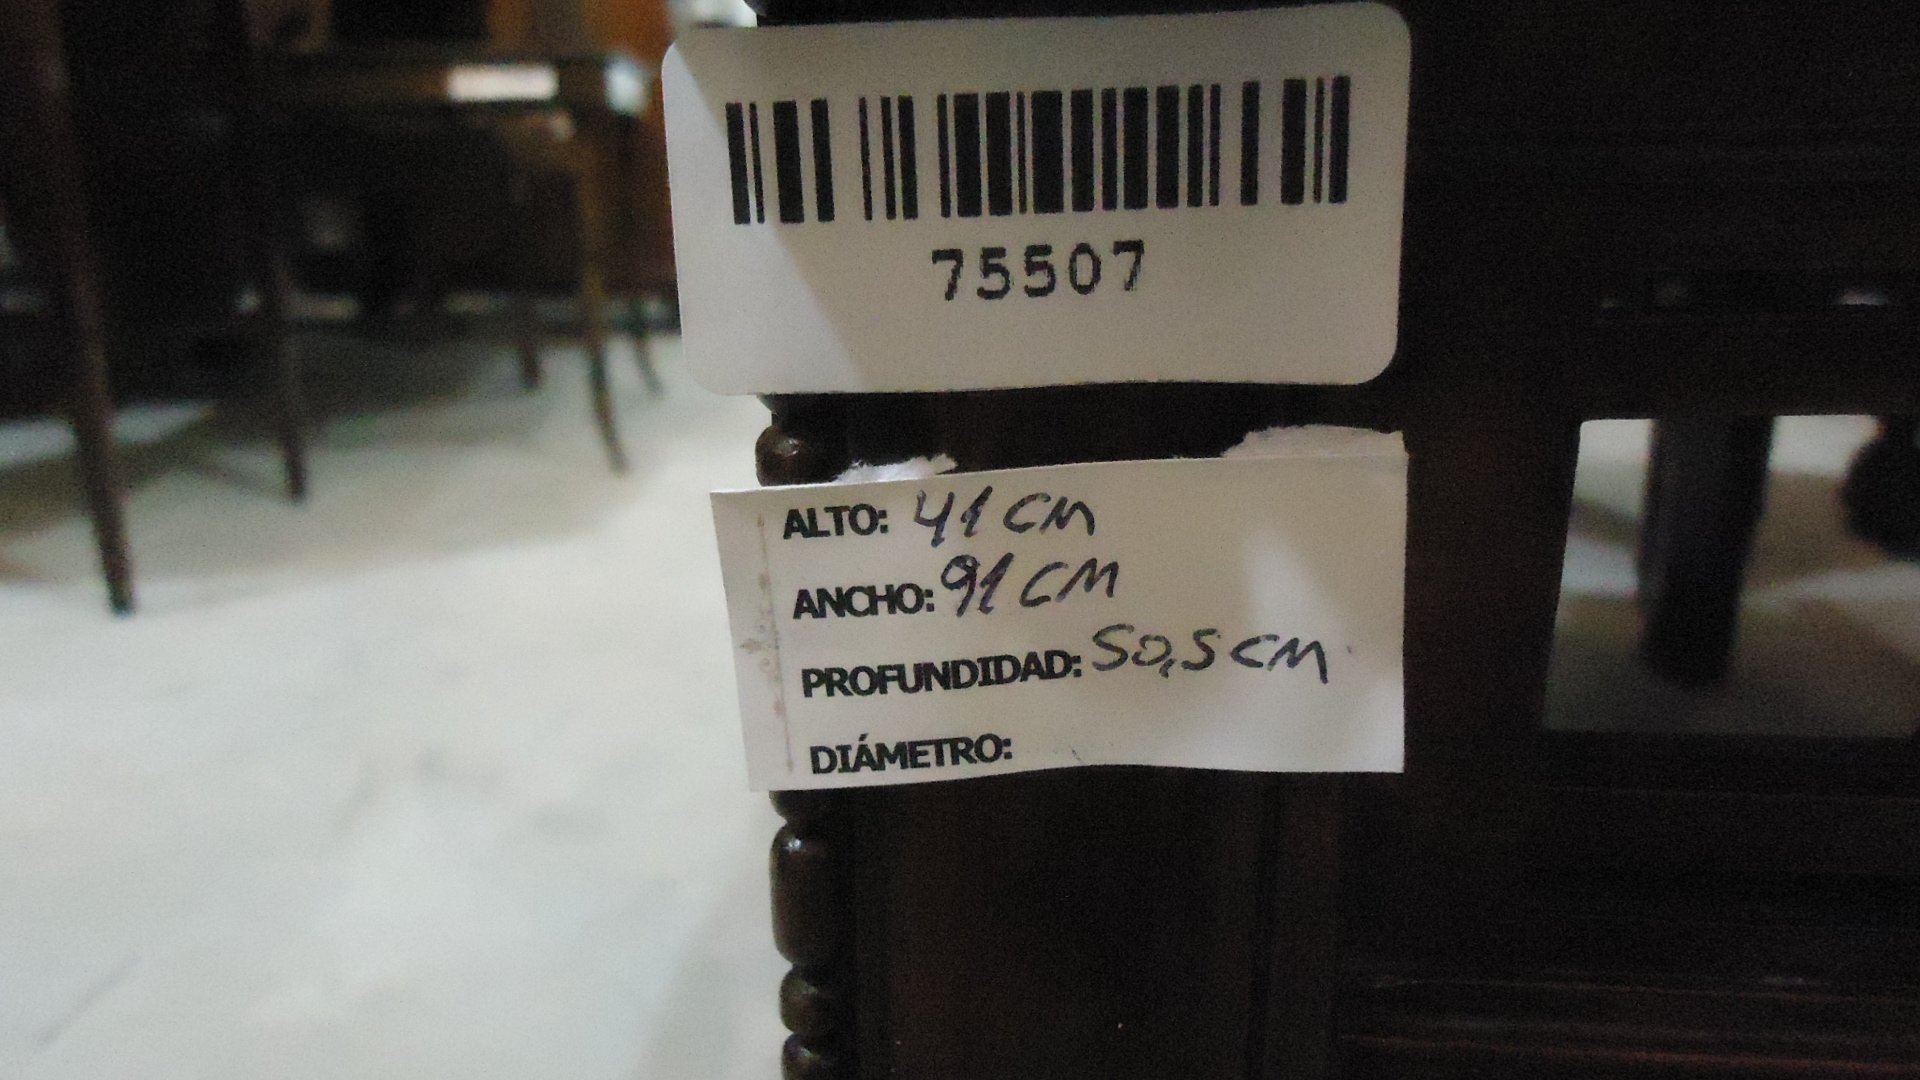 75507
ALTO: 41 CM
ANCHO: 91 CM
PROFUNDIDAD: 50,5 CM
DIÁMETRO: